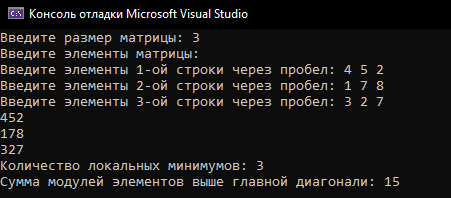 Консоль отладки Microsoft Visual Studio
Введите размер матрицы: 3
Введите элементы матрицы:
Введите элементы 1-ой строки через пробел: 4 5 2
Введите элементы 2-ой строки через пробел: 1 7 8
Введите элементы 3-ой строки через пробел: 3 2 7
452
178
327
Количество локальных минимумов: 3
Сумма модулей элементов выше главной диагонали: 15